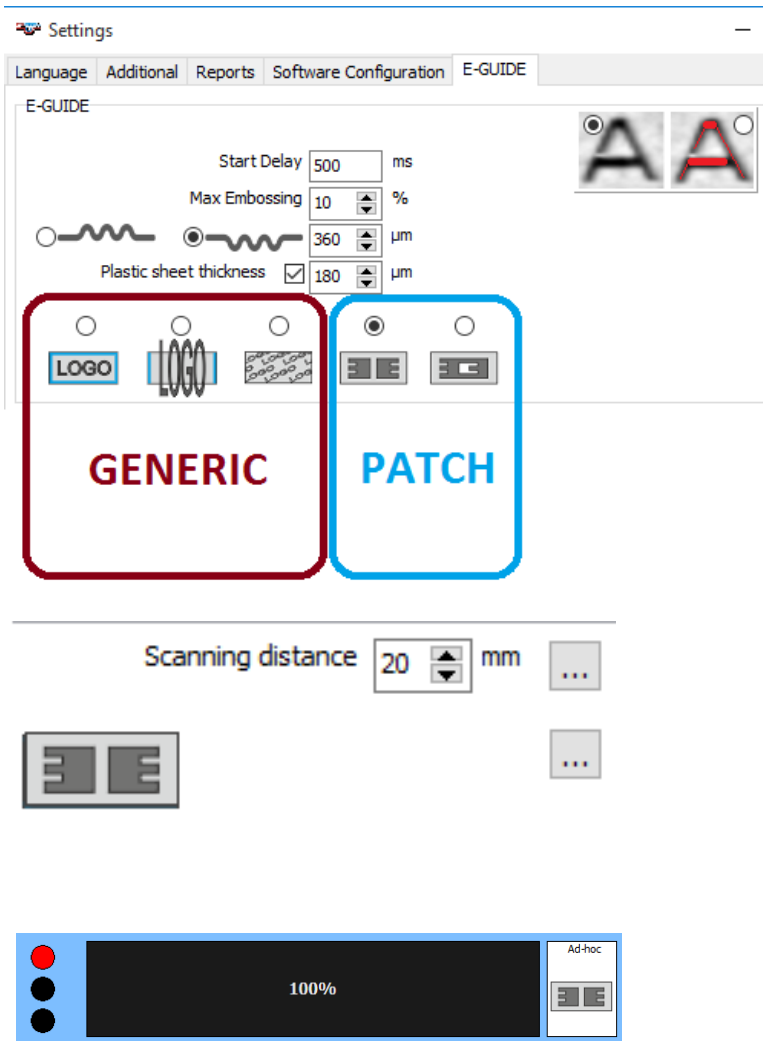 Settings
Language Additional Reports Software Configuration E-GUIDE
E-GUIDE
A A
Start Delay 500 ms
Max Embossing 10 %
360 µm
Plastic sheet thickness 180 µm
LOGO LOGO
GENERIC PATCH
Scanning distance 20 mm ...
...
Ad-hoc
100%